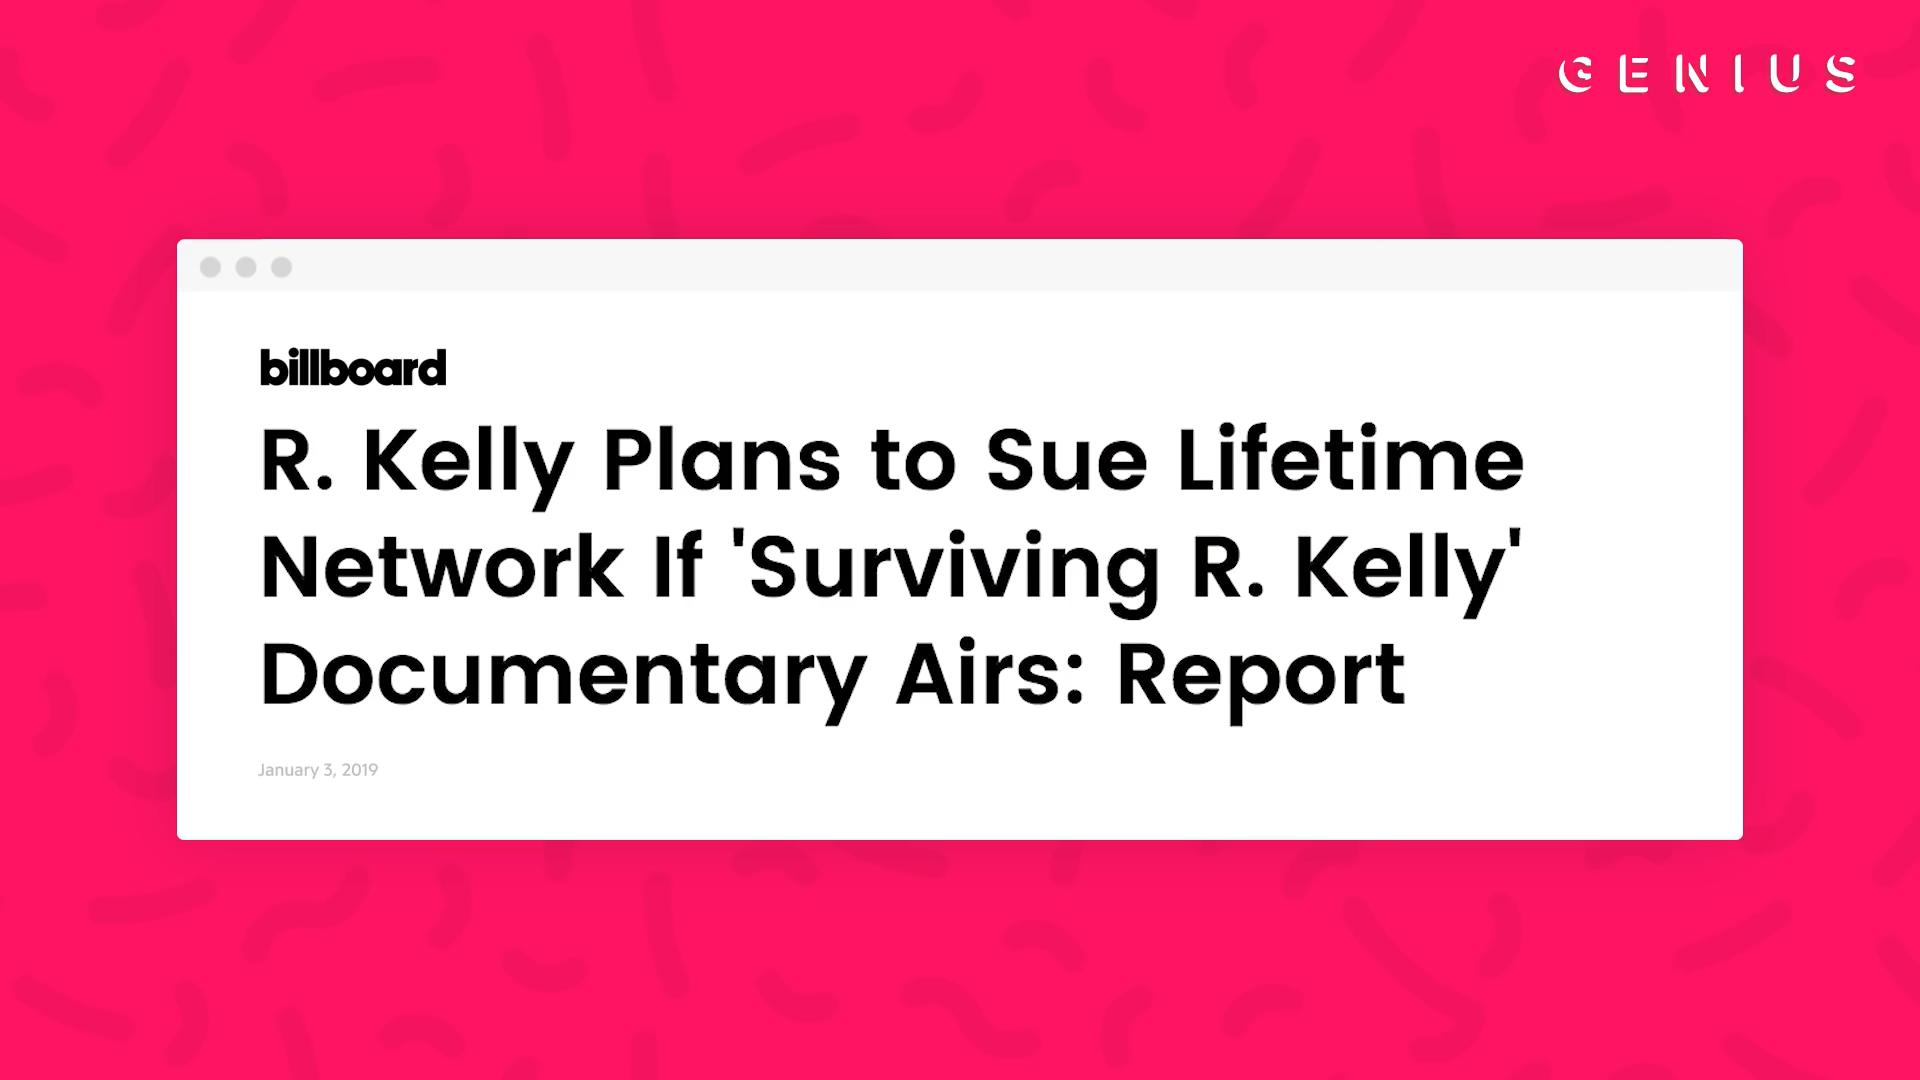 GENIUS
billboard
R. Kelly Plans to Sue Lifetime
Network If 'Surviving R. Kelly'
Documentary Airs: Report
January 3, 2019